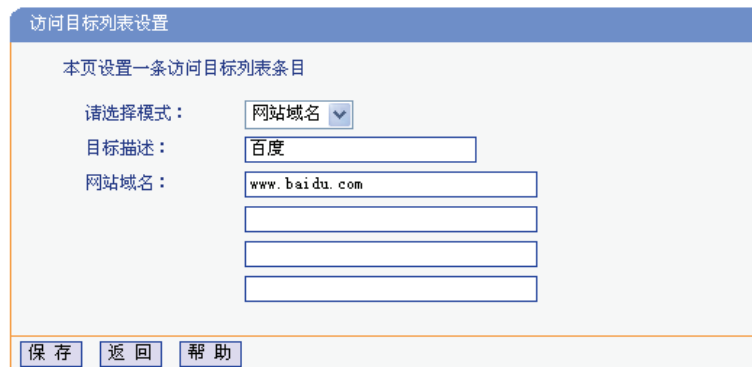 访问目标列表设置
本页设置一条访问目标列表条目
请选择模式： 网站域名
目标描述： 百度
网站域名： www.baidu.com
保 存 返 回 帮 助